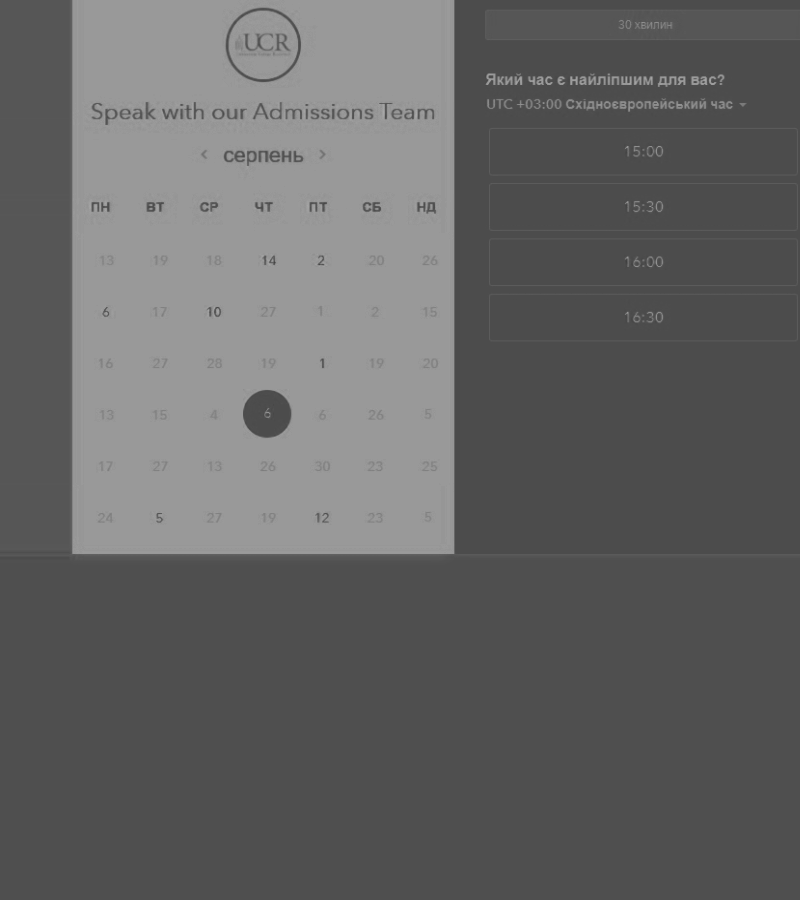 UCR
Speak with our Admissions Team
серпень
ПН ВТ СР ЧТ ПТ СБ НД
13 19 18 14 2 20 26
6 17 10 27 1 2 15
16 27 28 19 1 19 20
13 15 4 6 6 26 5
17 27 13 26 30 23 25
24 5 27 19 12 23 5
30 хвилин
Який час є найліпшим для вас?
UTC +03:00 Східноєвропейський час
15:00
15:30
16:00
16:30